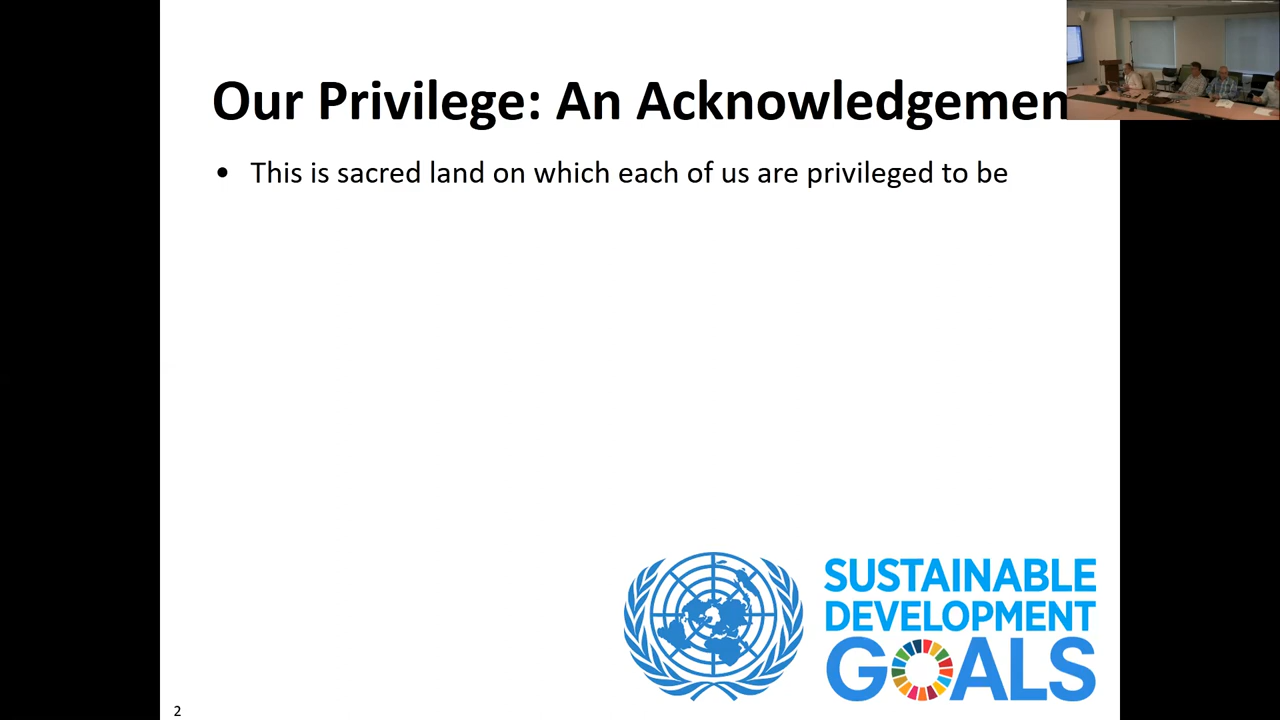 Our Privilege: An Acknowledgemen
• This is sacred land on which each of us are privileged to be
SUSTAINABLE
DEVELOPMENT
GOALS
2